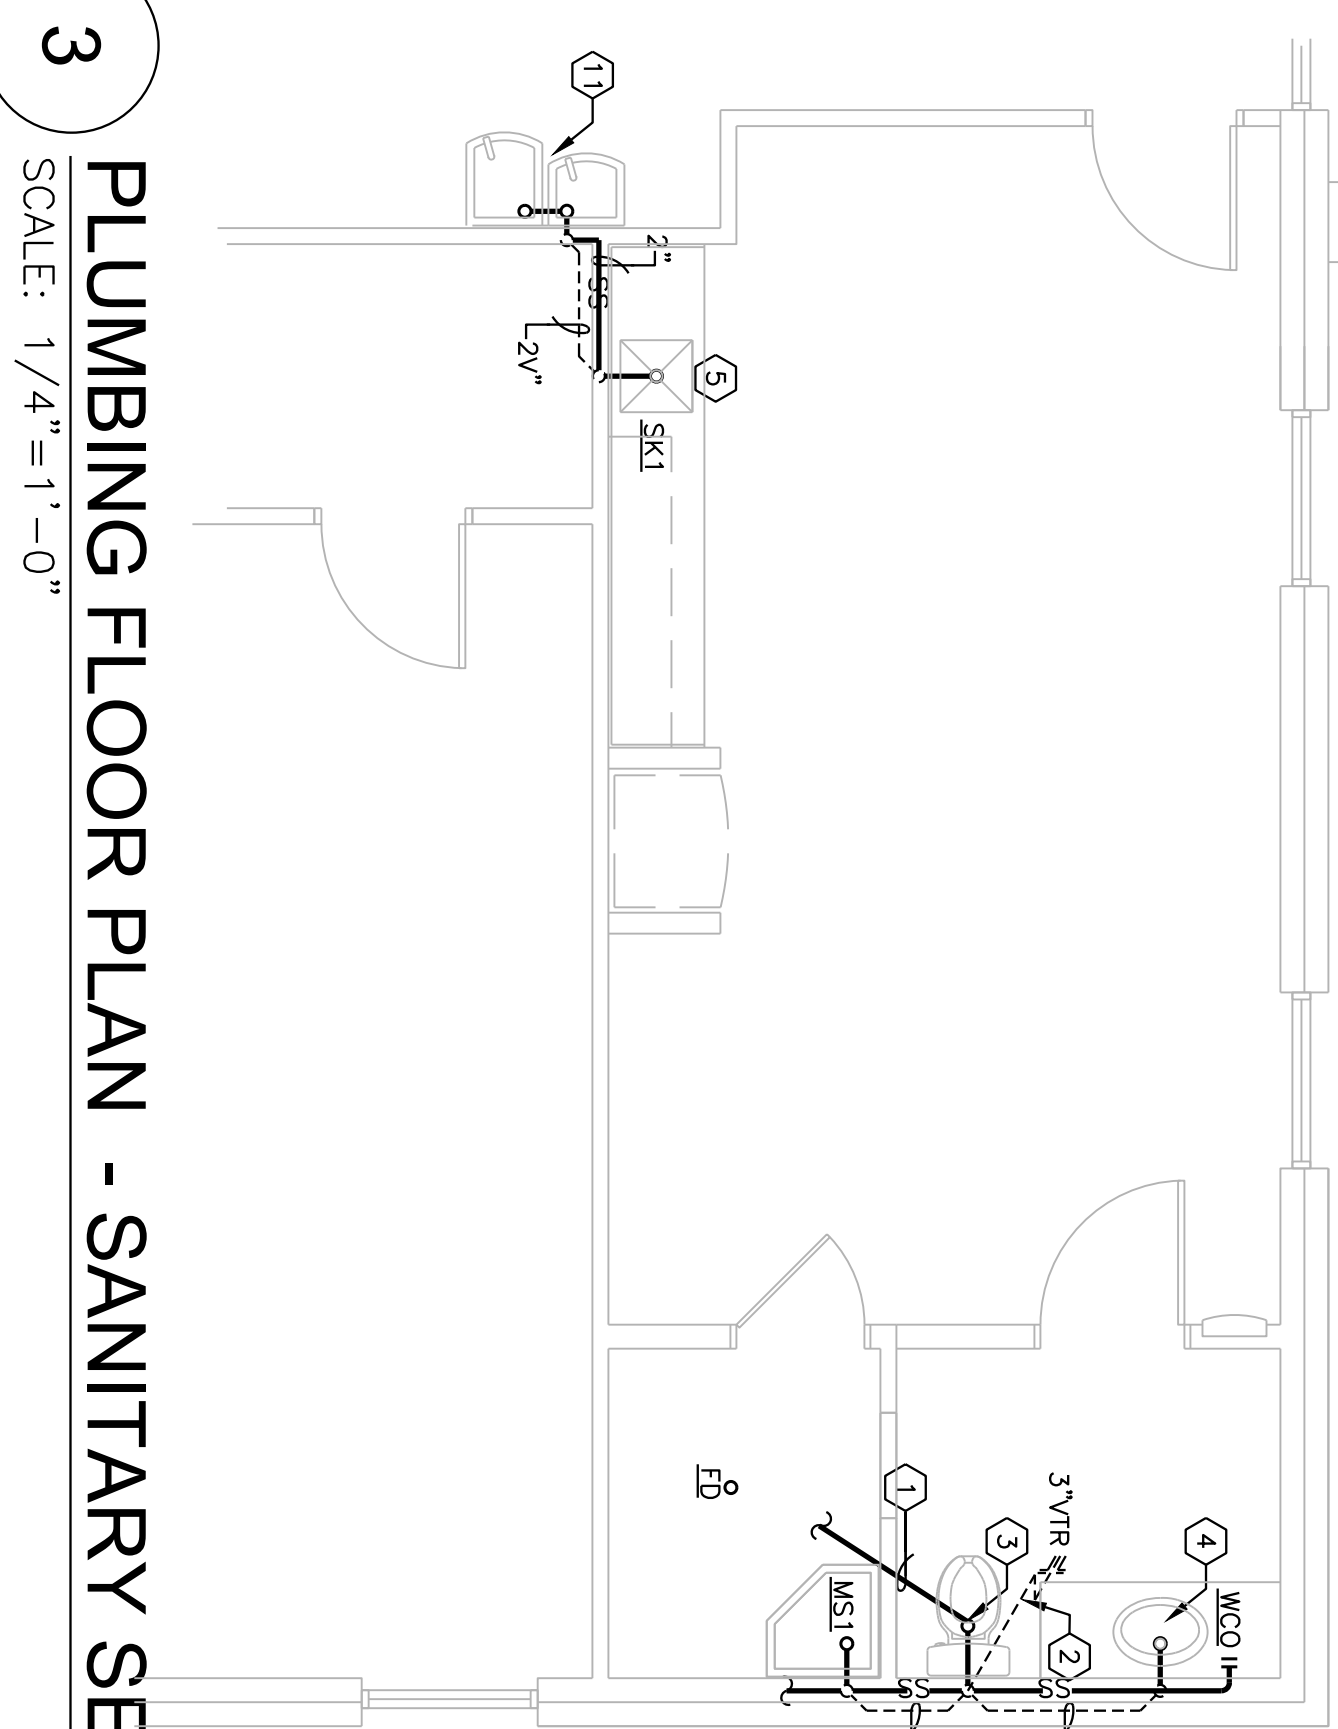 3
PLUMBING FLOOR PLAN - SANITARY SE
SCALE: 1/4"=1'-0"
11
2"
SS
2V"
5
SK1
FD
1
3
3"VTR
4
WCO
MS1
2
SS
SS